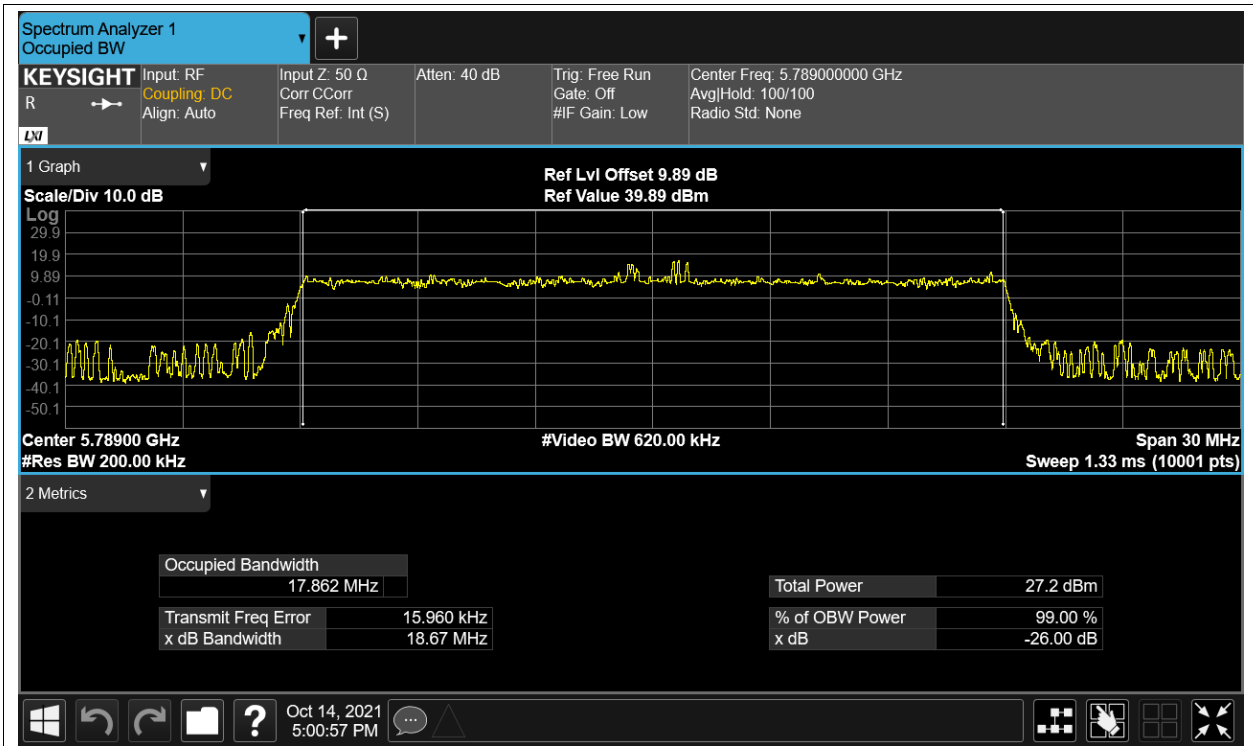 Spectrum Analyzer 1
Occupied BW
KEYSIGHT
R
LXI
Input: RF
Coupling: DC
Align: Auto
Input Z: 50 Ω
Corr CCorr
Freq Ref: Int (S)
Atten: 40 dB
Trig: Free Run
Gate: Off
#IF Gain: Low
Center Freq: 5.789000000 GHz
Avg|Hold: 100/100
Radio Std: None
1 Graph
Scale/Div 10.0 dB
Ref Lvl Offset 9.89 dB
Ref Value 39.89 dBm
Log
29.9
19.9
9.89
-0.11
-10.1
-20.1
-30.1
-40.1
-50.1
Center 5.78900 GHz
#Video BW 620.00 kHz
Span 30 MHz
#Res BW 200.00 kHz
Sweep 1.33 ms (10001 pts)
2 Metrics
Occupied Bandwidth
17.862 MHz
Total Power 27.2 dBm
Transmit Freq Error 15.960 kHz
% of OBW Power 99.00 %
x dB Bandwidth 18.67 MHz
x dB -26.00 dB
?
Oct 14, 2021
5:00:57 PM